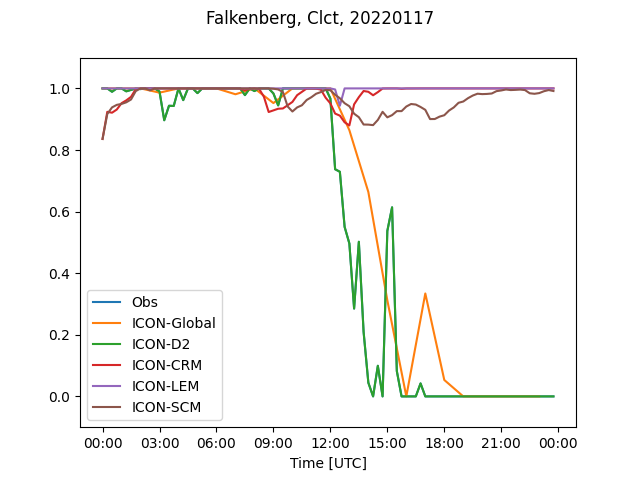 Falkenberg, Clct, 20220117
1.0
0.8
0.6
0.4
0.2
0.0
Obs
ICON-Global
ICON-D2
ICON-CRM
ICON-LEM
ICON-SCM
00:00 03:00 06:00 09:00 12:00 15:00 18:00 21:00 00:00
Time [UTC]